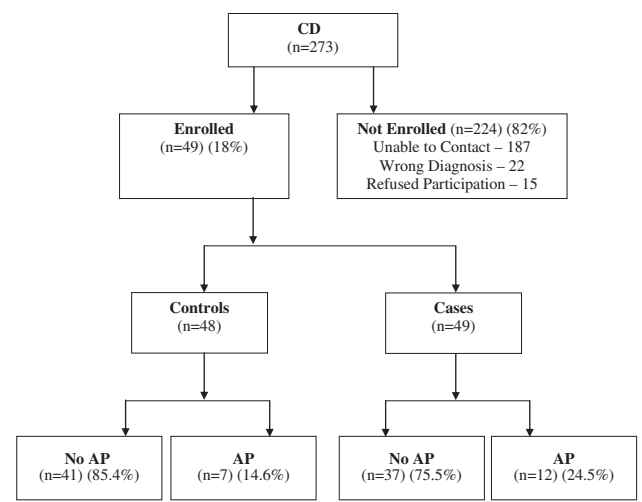 CD
(n=273)
Enrolled
(n=49) (18%)
Not Enrolled (n=224) (82%)
Unable to Contact – 187
Wrong Diagnosis – 22
Refused Participation – 15
Controls
(n=48)
Cases
(n=49)
No AP
(n=41) (85.4%)
AP
(n=7) (14.6%)
No AP
(n=37) (75.5%)
AP
(n=12) (24.5%)